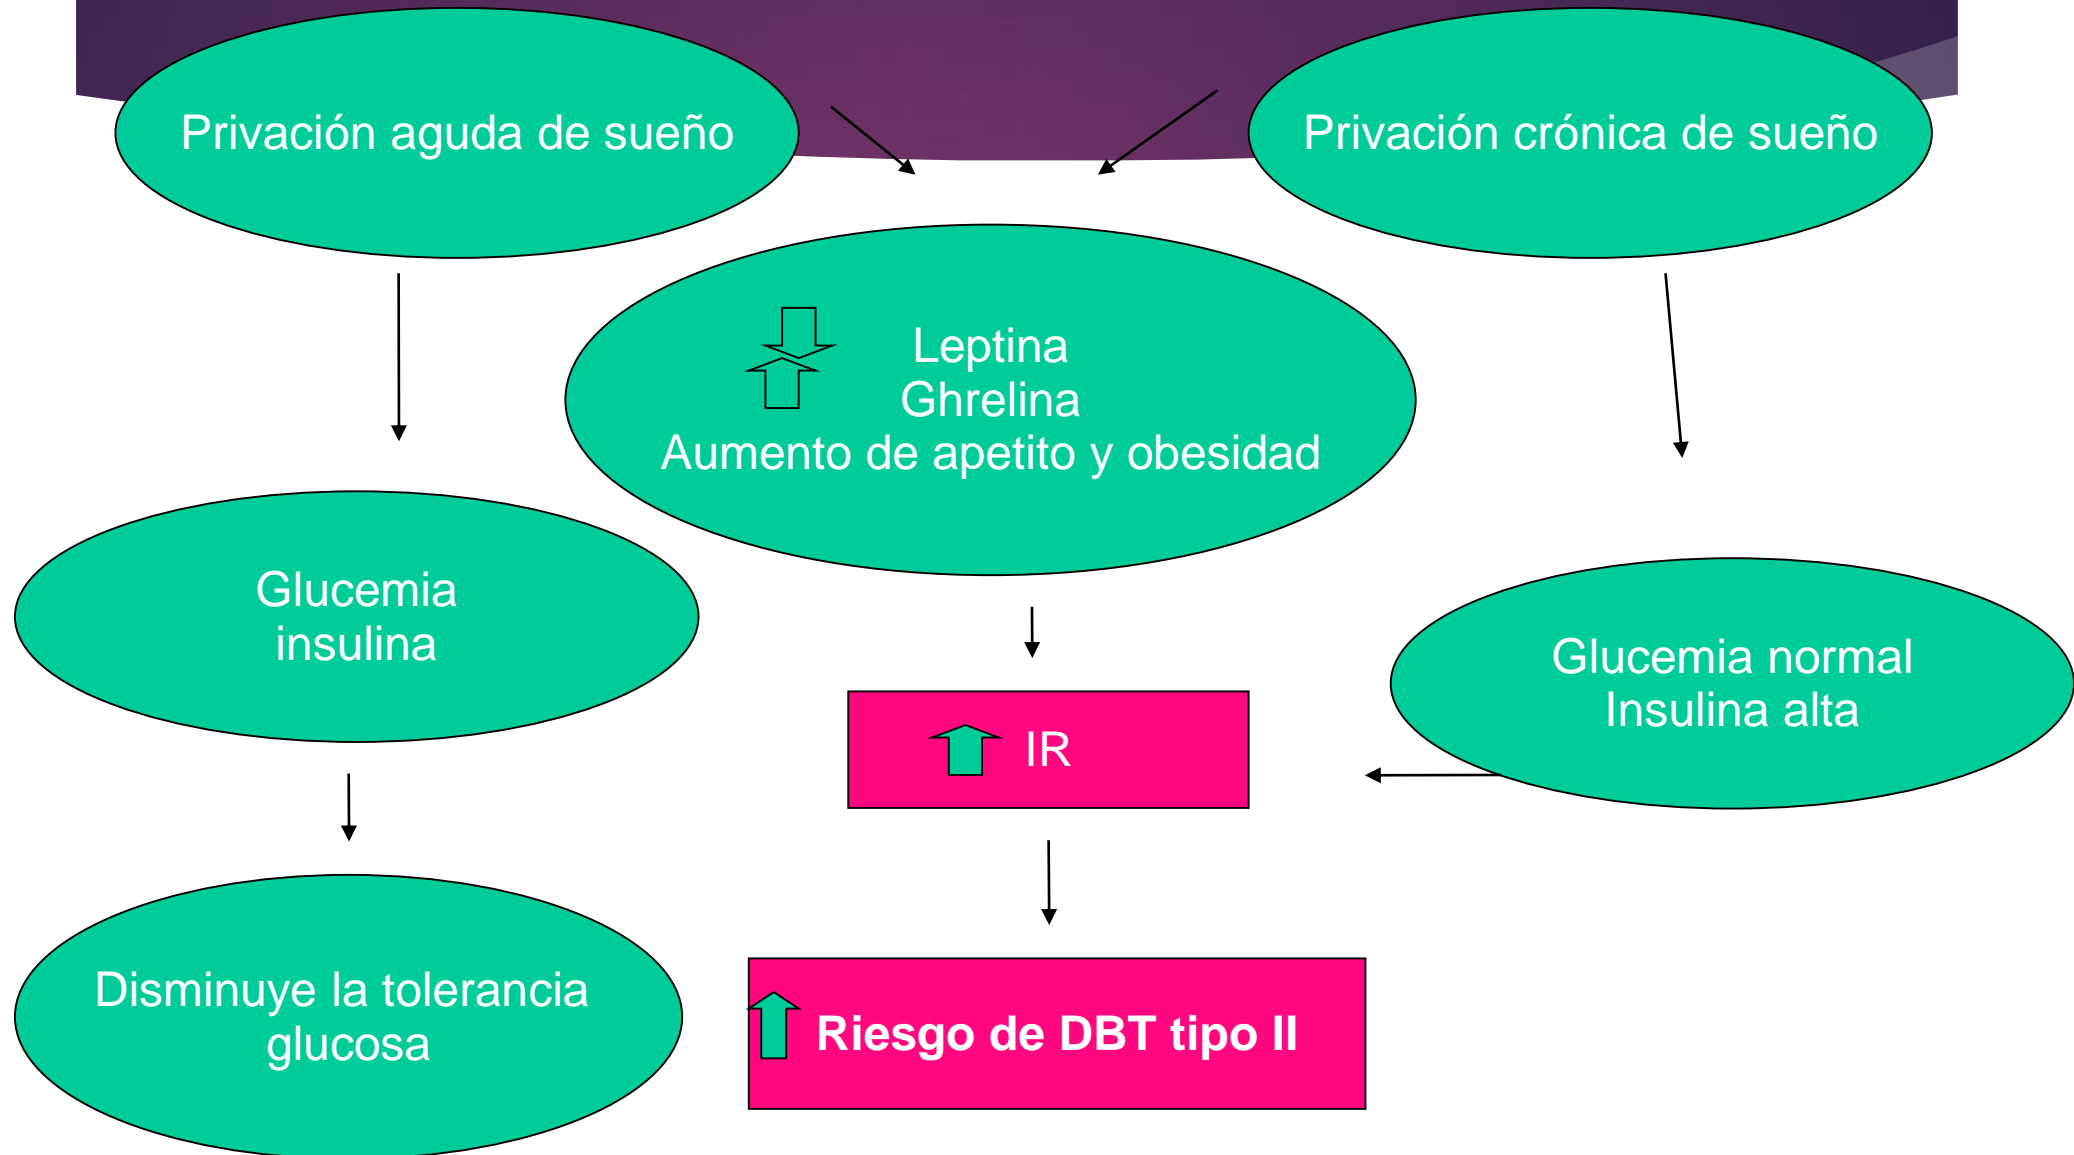 Privación aguda de sueño
Privación crónica de sueño
Leptina
Ghrelina
Aumento de apetito y obesidad
Glucemia
insulina
Glucemia normal
Insulina alta
IR
Disminuye la tolerancia
glucosa
Riesgo de DBT tipo II